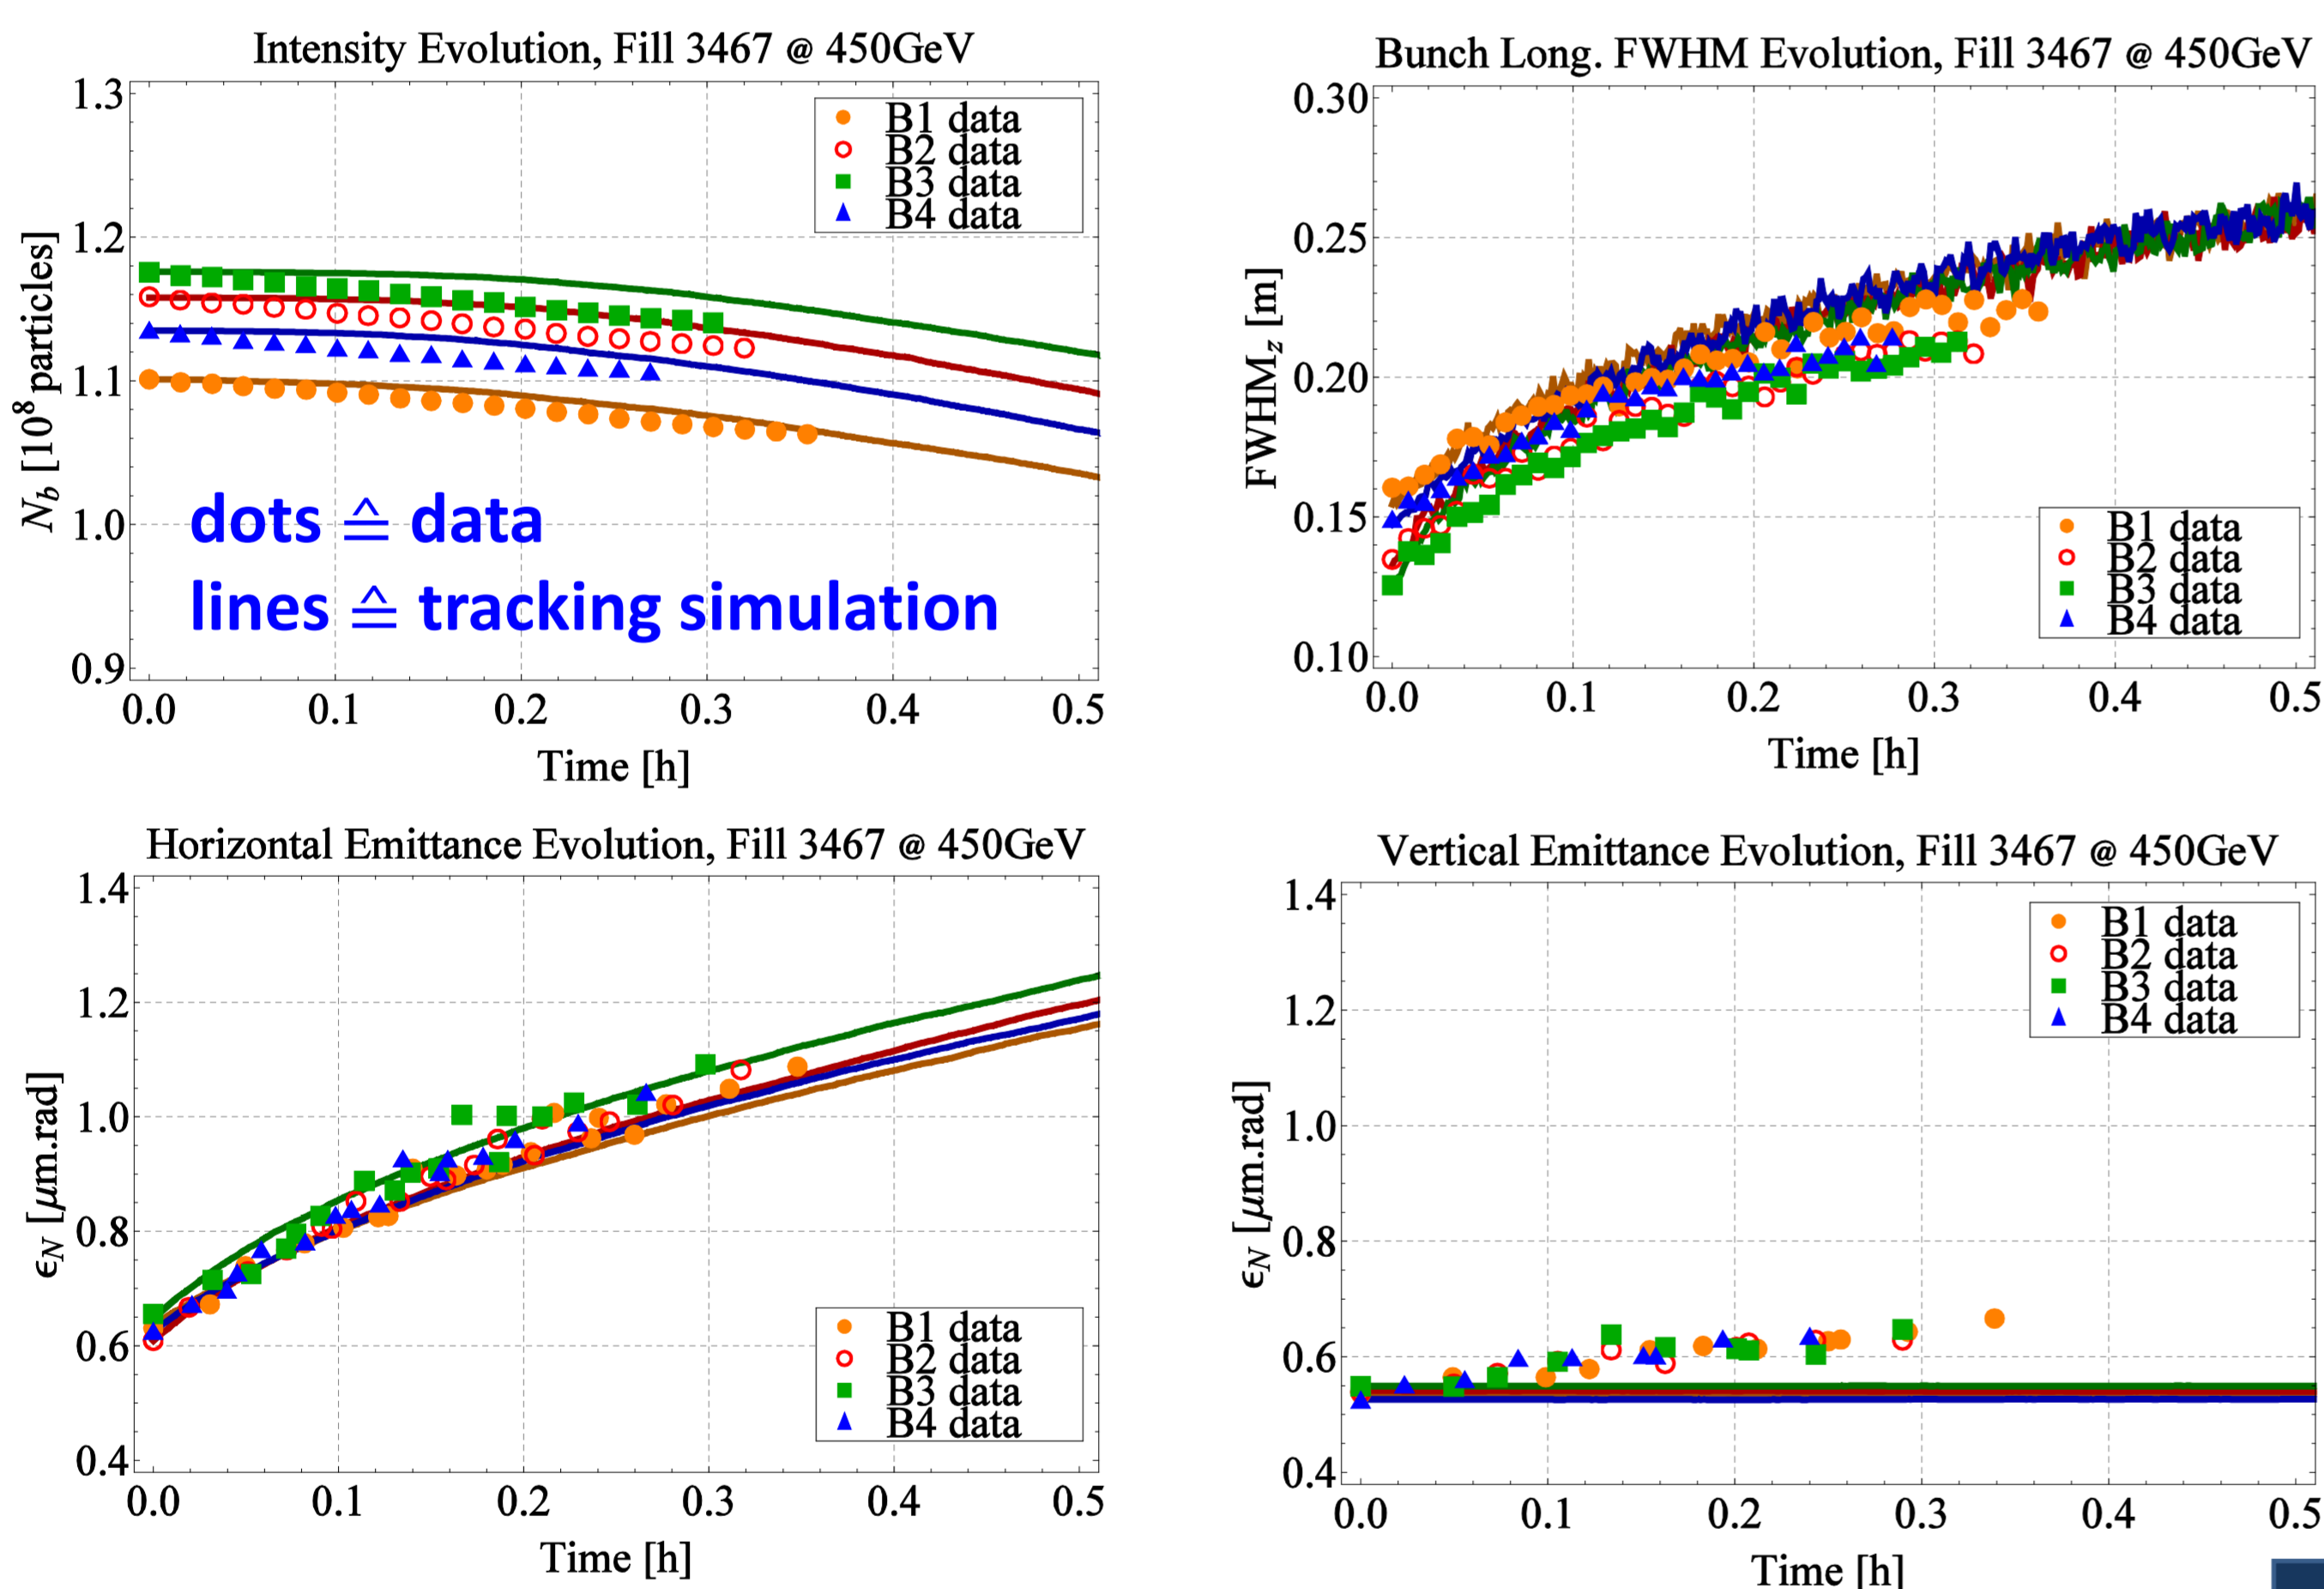 Intensity Evolution, Fill 3467 @ 450GeV
1.3
1.2
1.1
1.0
0.9
N_b [10^8 particles]
B1 data
B2 data
B3 data
B4 data
dots ≙ data
lines ≙ tracking simulation
0.0 0.1 0.2 0.3 0.4 0.5
Time [h]
Bunch Long. FWHM Evolution, Fill 3467 @ 450GeV
0.30
0.25
0.20
0.15
0.10
FWHM_z [m]
B1 data
B2 data
B3 data
B4 data
0.0 0.1 0.2 0.3 0.4 0.5
Time [h]
Horizontal Emittance Evolution, Fill 3467 @ 450GeV
1.4
1.2
1.0
0.8
0.6
0.4
ϵ_N [μm.rad]
B1 data
B2 data
B3 data
B4 data
0.0 0.1 0.2 0.3 0.4 0.5
Time [h]
Vertical Emittance Evolution, Fill 3467 @ 450GeV
1.4
1.2
1.0
0.8
0.6
0.4
ϵ_N [μm.rad]
B1 data
B2 data
B3 data
B4 data
0.0 0.1 0.2 0.3 0.4 0.5
Time [h]